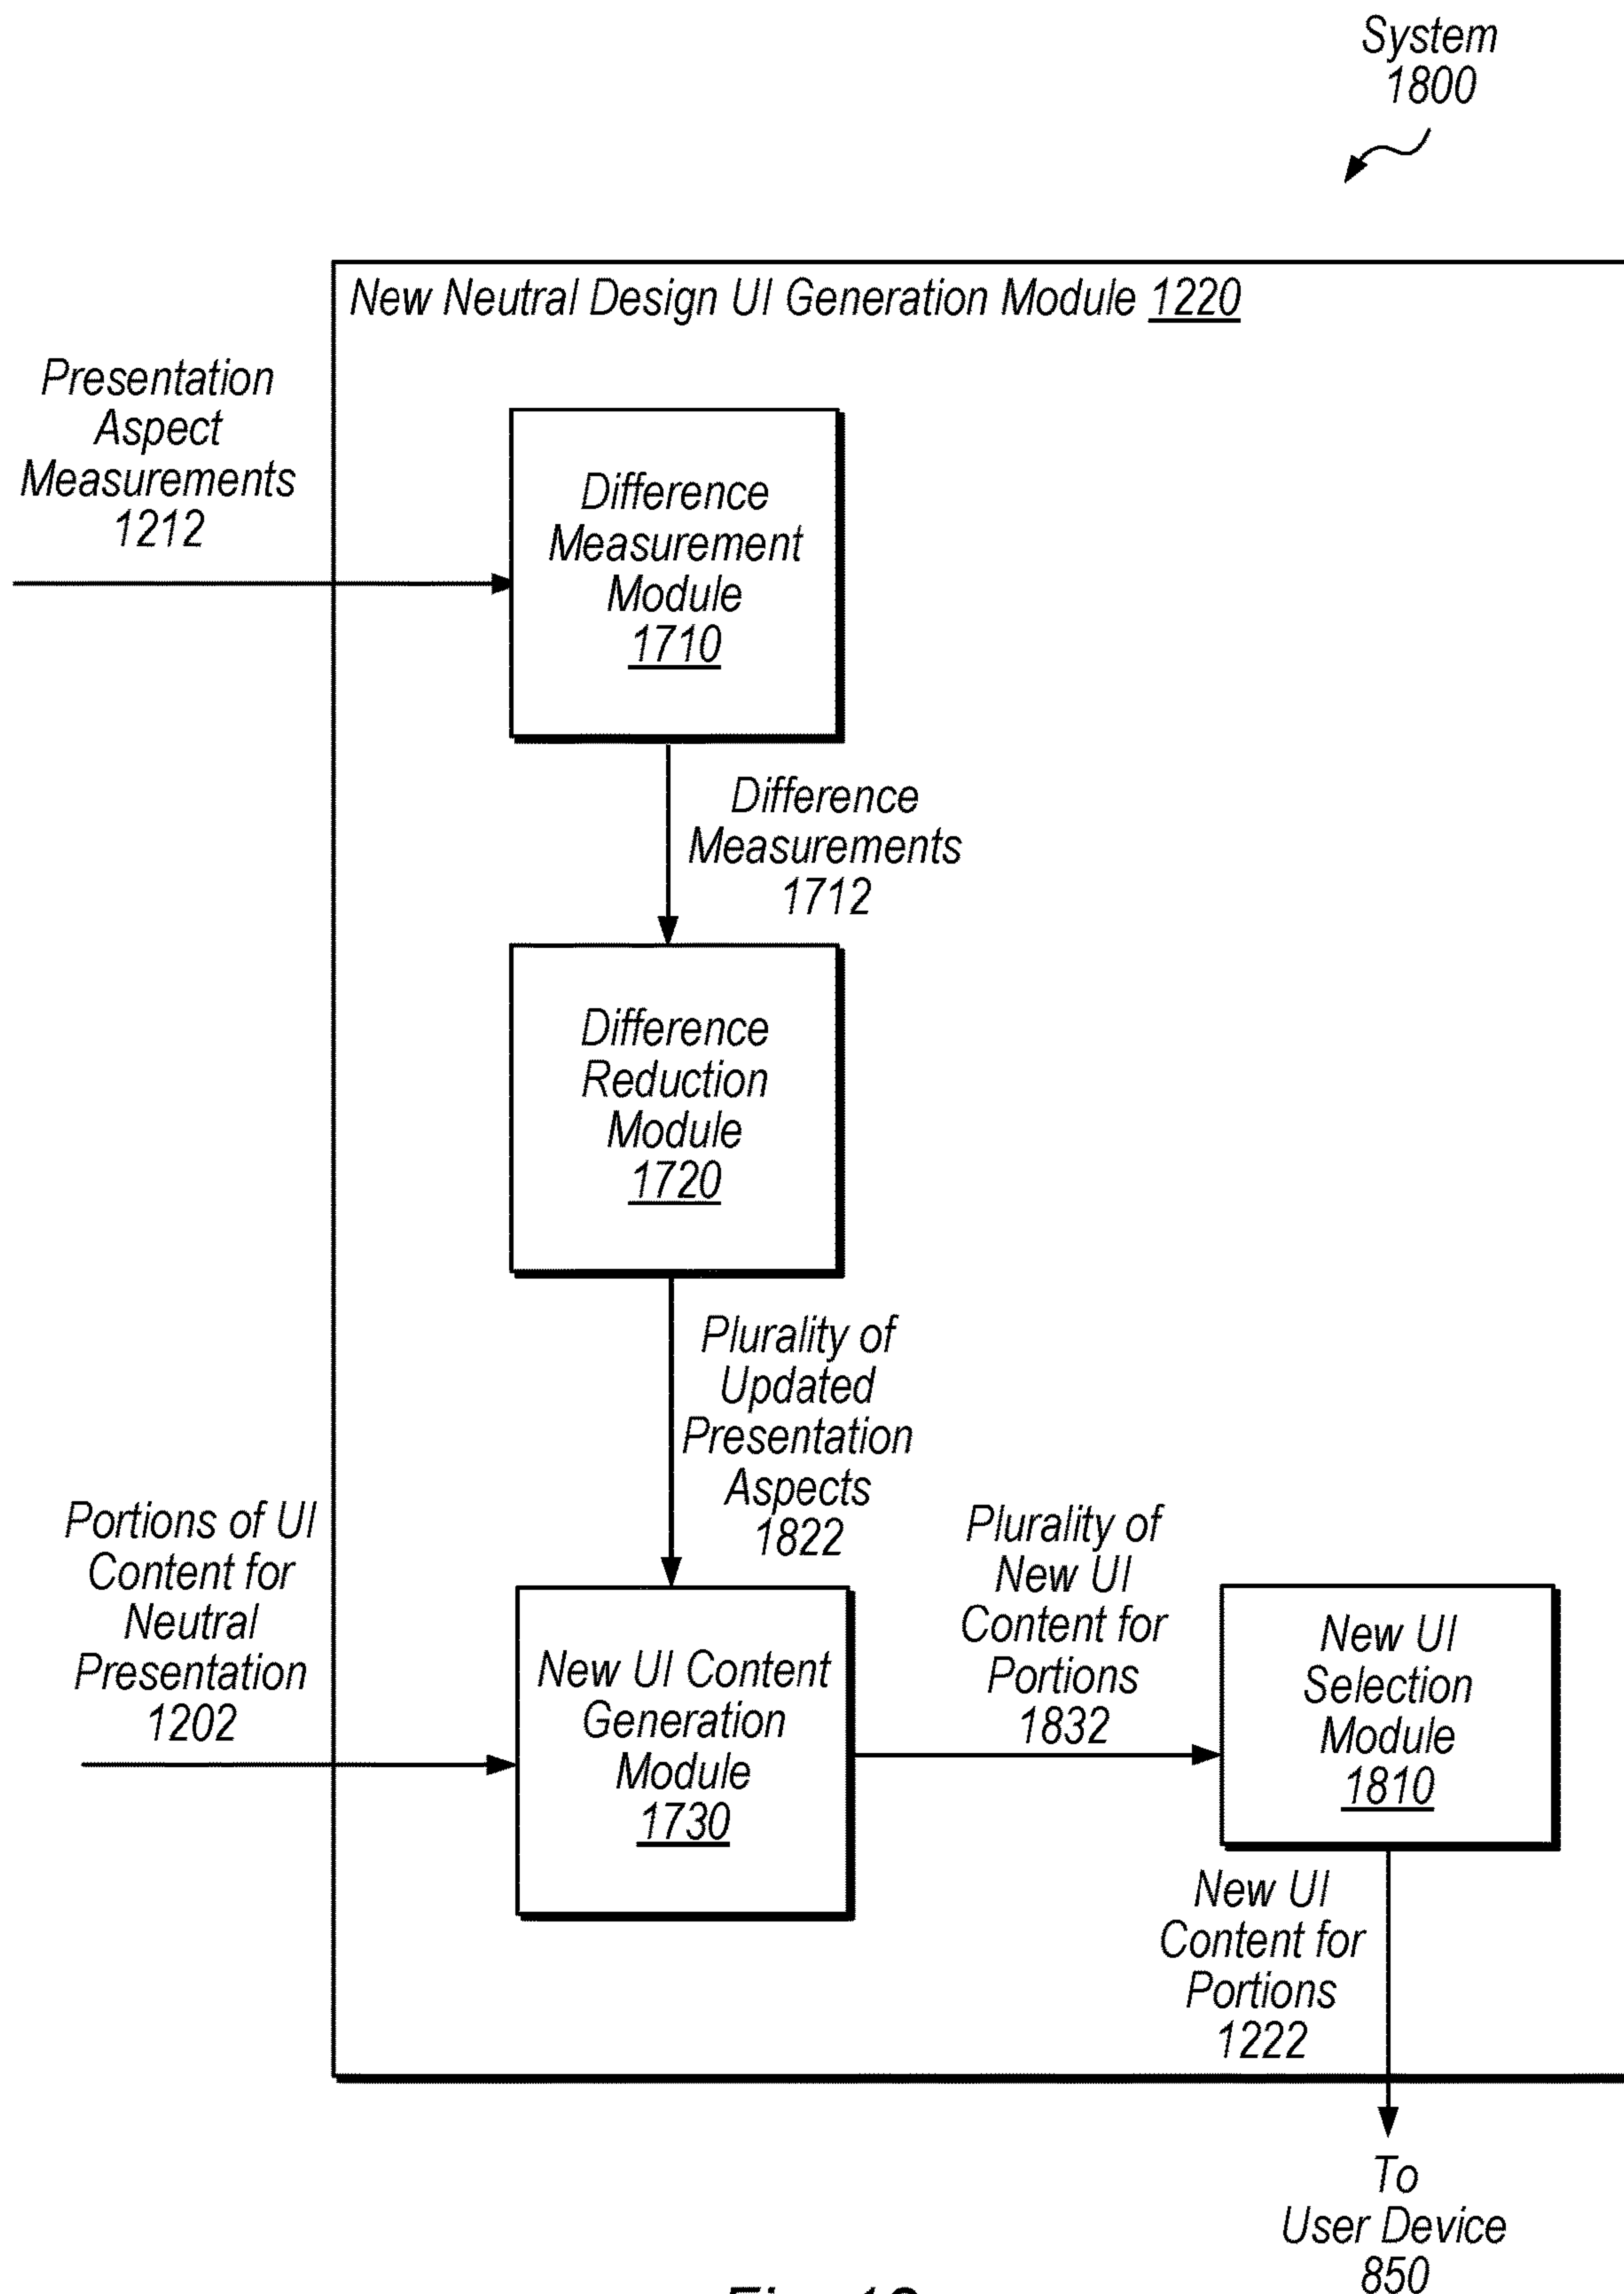 System
1800
New Neutral Design UI Generation Module 1220
Presentation
Aspect
Measurements
1212
Difference
Measurement
Module
1710
Difference
Measurements
1712
Difference
Reduction
Module
1720
Plurality of
Updated
Presentation
Aspects
1822
Portions of UI
Content for
Neutral
Presentation
1202
New UI Content
Generation
Module
1730
Plurality of
New UI
Content for
Portions
1832
New UI
Selection
Module
1810
New UI
Content for
Portions
1222
To
User Device
850